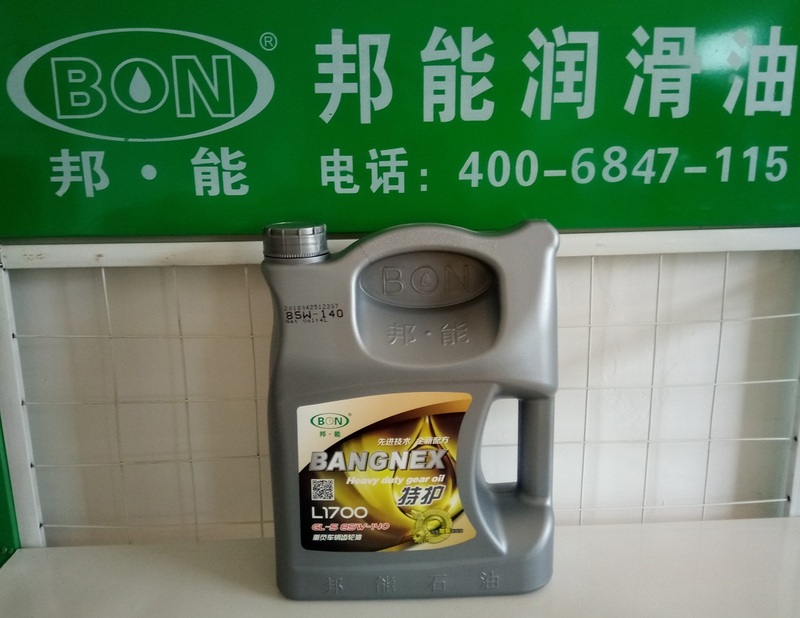 BON®
邦·能
邦能润滑油
电话：400-6847-115
BON
邦·能
85W-140
BON
邦·能
先进技术 全新配方
BANGNEX
Heavy duty gear oil
特护
L1700
GL-5 85W-140
重负车辆齿轮油
邦能石油